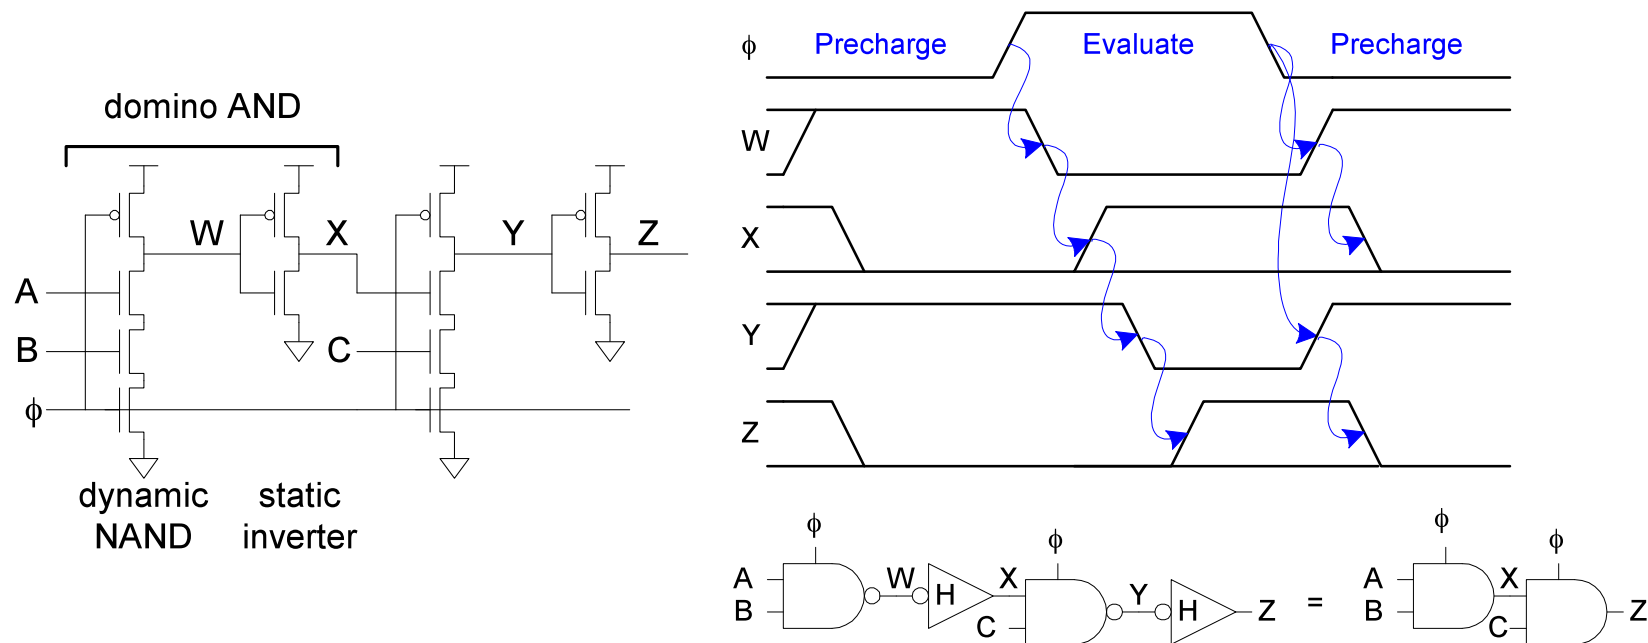 domino AND
W
X
Y
Z
A
B
C
ϕ
dynamic
NAND
static
inverter
ϕ
Precharge
Evaluate
Precharge
W
X
Y
Z
ϕ
ϕ
A
B
W
H
X
C
Y
H
Z
=
ϕ
ϕ
A
B
X
C
Z